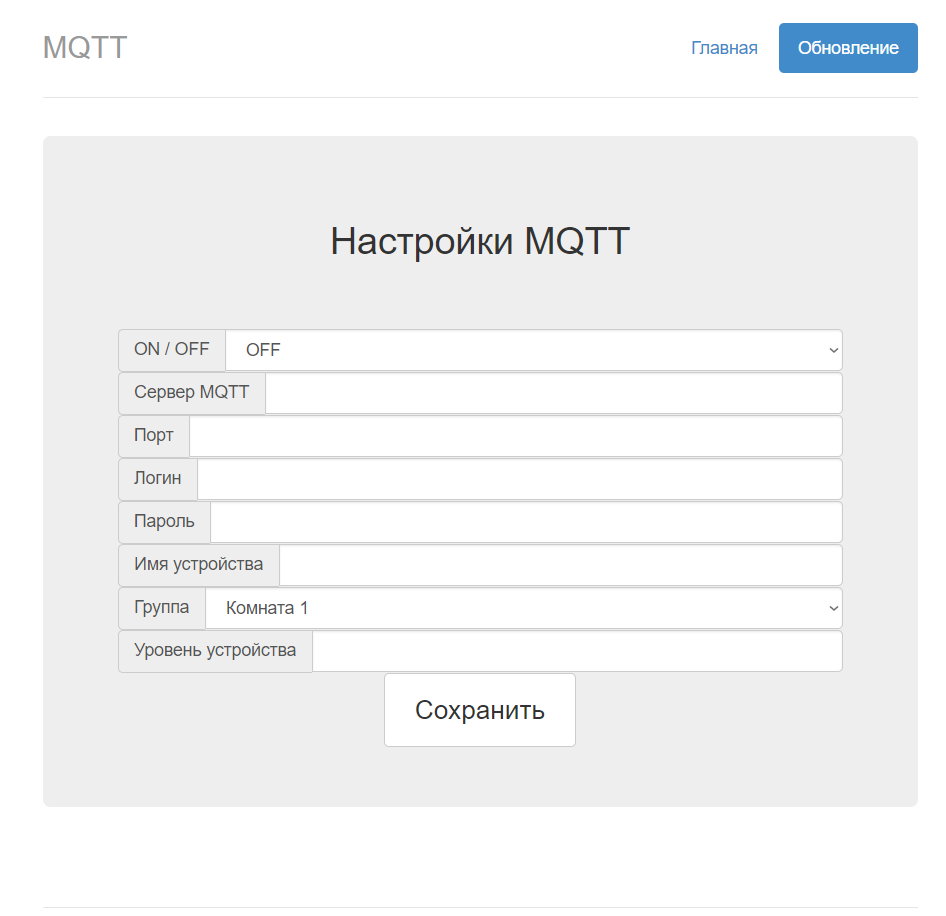 MQTT
Главная
Обновление
Настройки MQTT
ON / OFF OFF
Сервер MQTT
Порт
Логин
Пароль
Имя устройства
Группа Комната 1
Уровень устройства
Сохранить